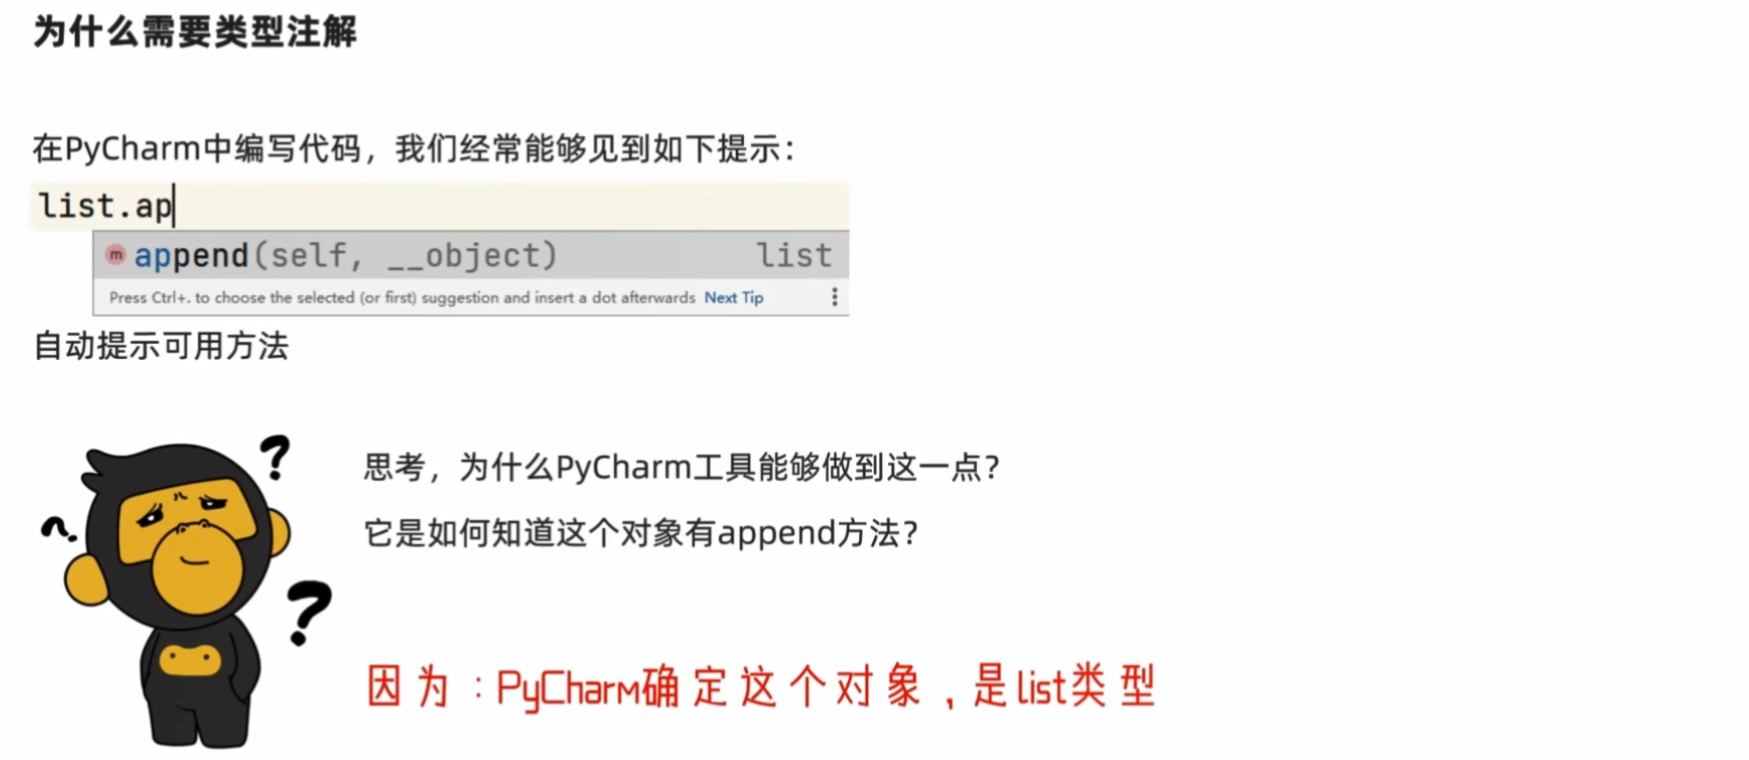 为什么需要类型注解
在PyCharm中编写代码，我们经常能够见到如下提示：
list.ap
m append(self, __object) list
Press Ctrl+. to choose the selected (or first) suggestion and insert a dot afterwards Next Tip
自动提示可用方法
思考，为什么PyCharm工具能够做到这一点？
它是如何知道这个对象有append方法？
因为：PyCharm确定这个对象，是list类型